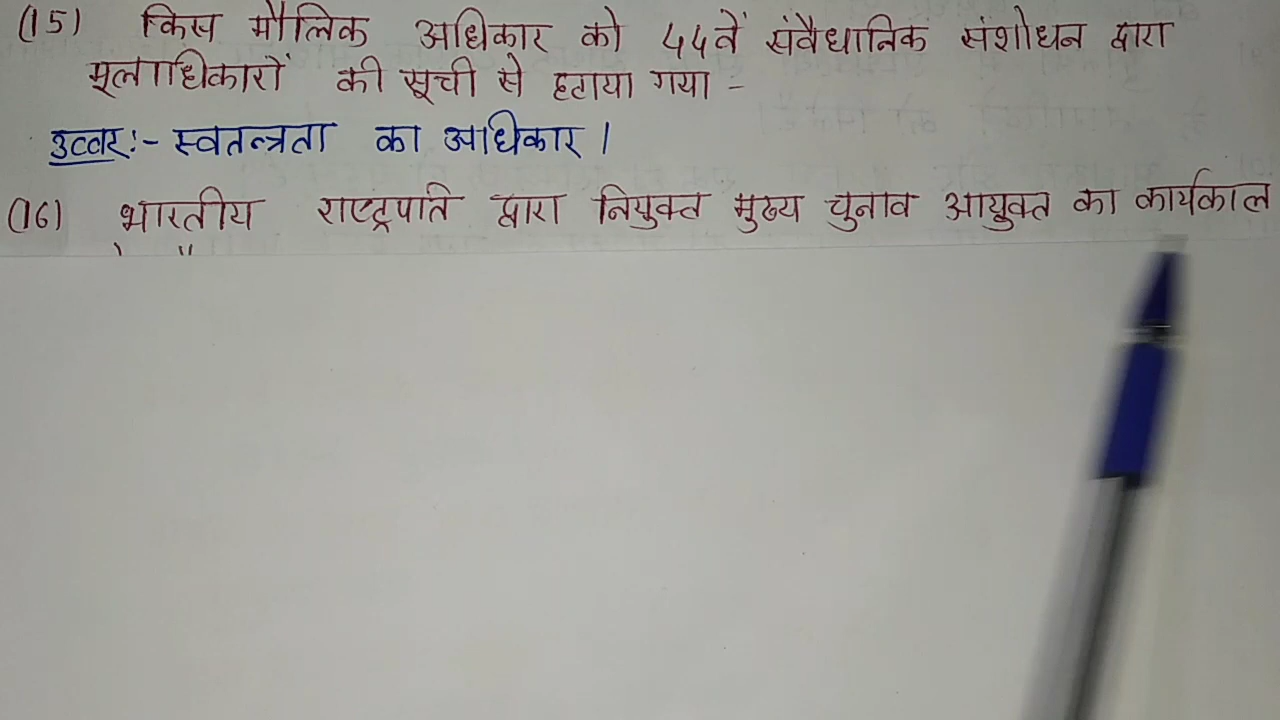 (15) किस मौलिक अधिकार को 44वें संवैधानिक संशोधन द्वारा
मूलाधिकारों की सूची से हटाया गया -
उत्तर:- स्वतन्त्रता का अधिकार ।
(16) भारतीय राष्ट्रपति द्वारा नियुक्त मुख्य चुनाव आयुक्त का कार्यकाल